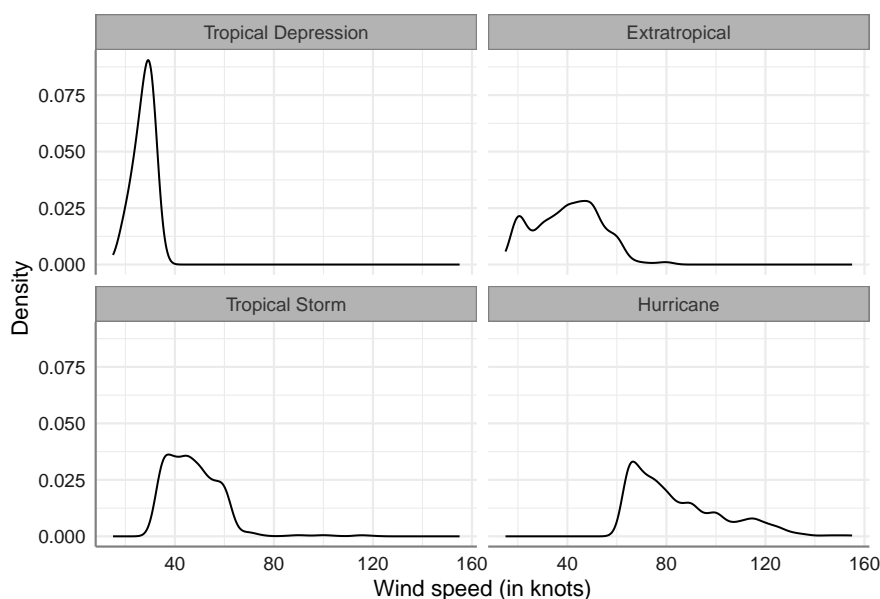 Tropical Depression
Extratropical
0.075
0.050
0.025
0.000
Tropical Storm
Hurricane
0.075
0.050
0.025
0.000
40
80
120
160
40
80
120
160
Wind speed (in knots)
Density